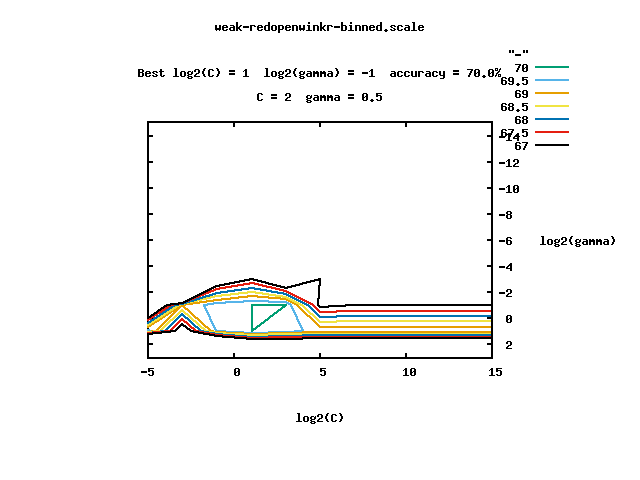 weak-redopenwinkr-binned.scale
"-"
Best log2(C) = 1 log2(gamma) = -1 accuracy = 70.0%
70
69.5
69
68.5
68
67.5
67
C = 2 gamma = 0.5
-14
-12
-10
-8
-6
-4
-2
0
2
log2(gamma)
-5 0 5 10 15
log2(C)